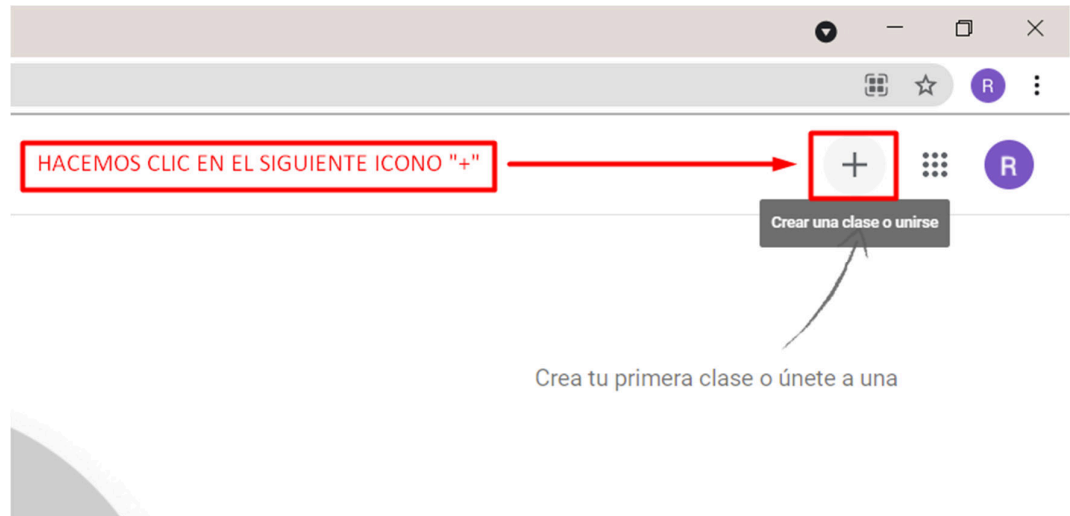 R
HACEMOS CLIC EN EL SIGUIENTE ICONO "+"
R
Crear una clase o unirse
Crea tu primera clase o únete a una